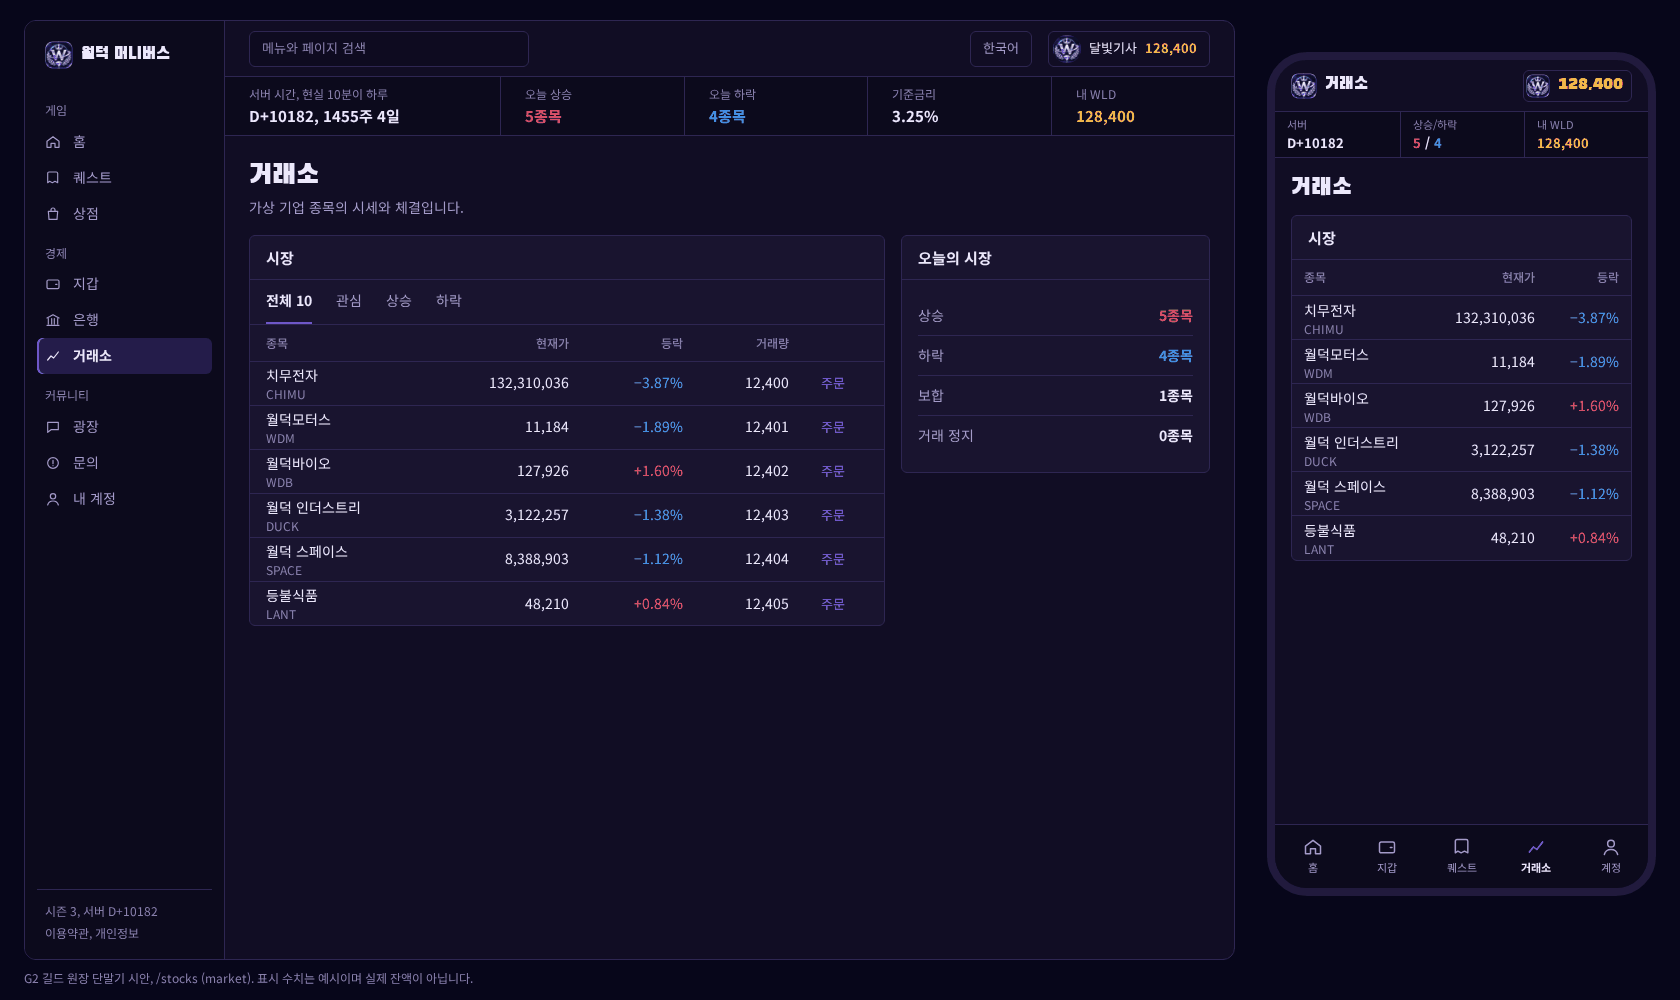 월덕 머니버스
게임
홈
퀘스트
상점
경제
지갑
은행
거래소
커뮤니티
광장
문의
내 계정
시즌 3, 서버 D+10182
이용약관, 개인정보
메뉴와 페이지 검색
한국어
달빛기사 128,400
서버 시간, 현실 10분이 하루
D+10182, 1455주 4일
오늘 상승
5종목
오늘 하락
4종목
기준금리
3.25%
내 WLD
128,400
거래소
가상 기업 종목의 시세와 체결입니다.
시장
전체 10 관심 상승 하락
종목 현재가 등락 거래량
치무전자 132,310,036 −3.87% 12,400 주문
CHIMU
월덕모터스 11,184 −1.89% 12,401 주문
WDM
월덕바이오 127,926 +1.60% 12,402 주문
WDB
월덕 인더스트리 3,122,257 −1.38% 12,403 주문
DUCK
월덕 스페이스 8,388,903 −1.12% 12,404 주문
SPACE
등불식품 48,210 +0.84% 12,405 주문
LANT
오늘의 시장
상승 5종목
하락 4종목
보합 1종목
거래 정지 0종목
거래소 128,400
서버
D+10182
상승/하락
5 / 4
내 WLD
128,400
거래소
시장
종목 현재가 등락
치무전자 132,310,036 −3.87%
CHIMU
월덕모터스 11,184 −1.89%
WDM
월덕바이오 127,926 +1.60%
WDB
월덕 인더스트리 3,122,257 −1.38%
DUCK
월덕 스페이스 8,388,903 −1.12%
SPACE
등불식품 48,210 +0.84%
LANT
홈 지갑 퀘스트 거래소 계정
G2 길드 원장 단말기 시안, /stocks (market). 표시 수치는 예시이며 실제 잔액이 아닙니다.